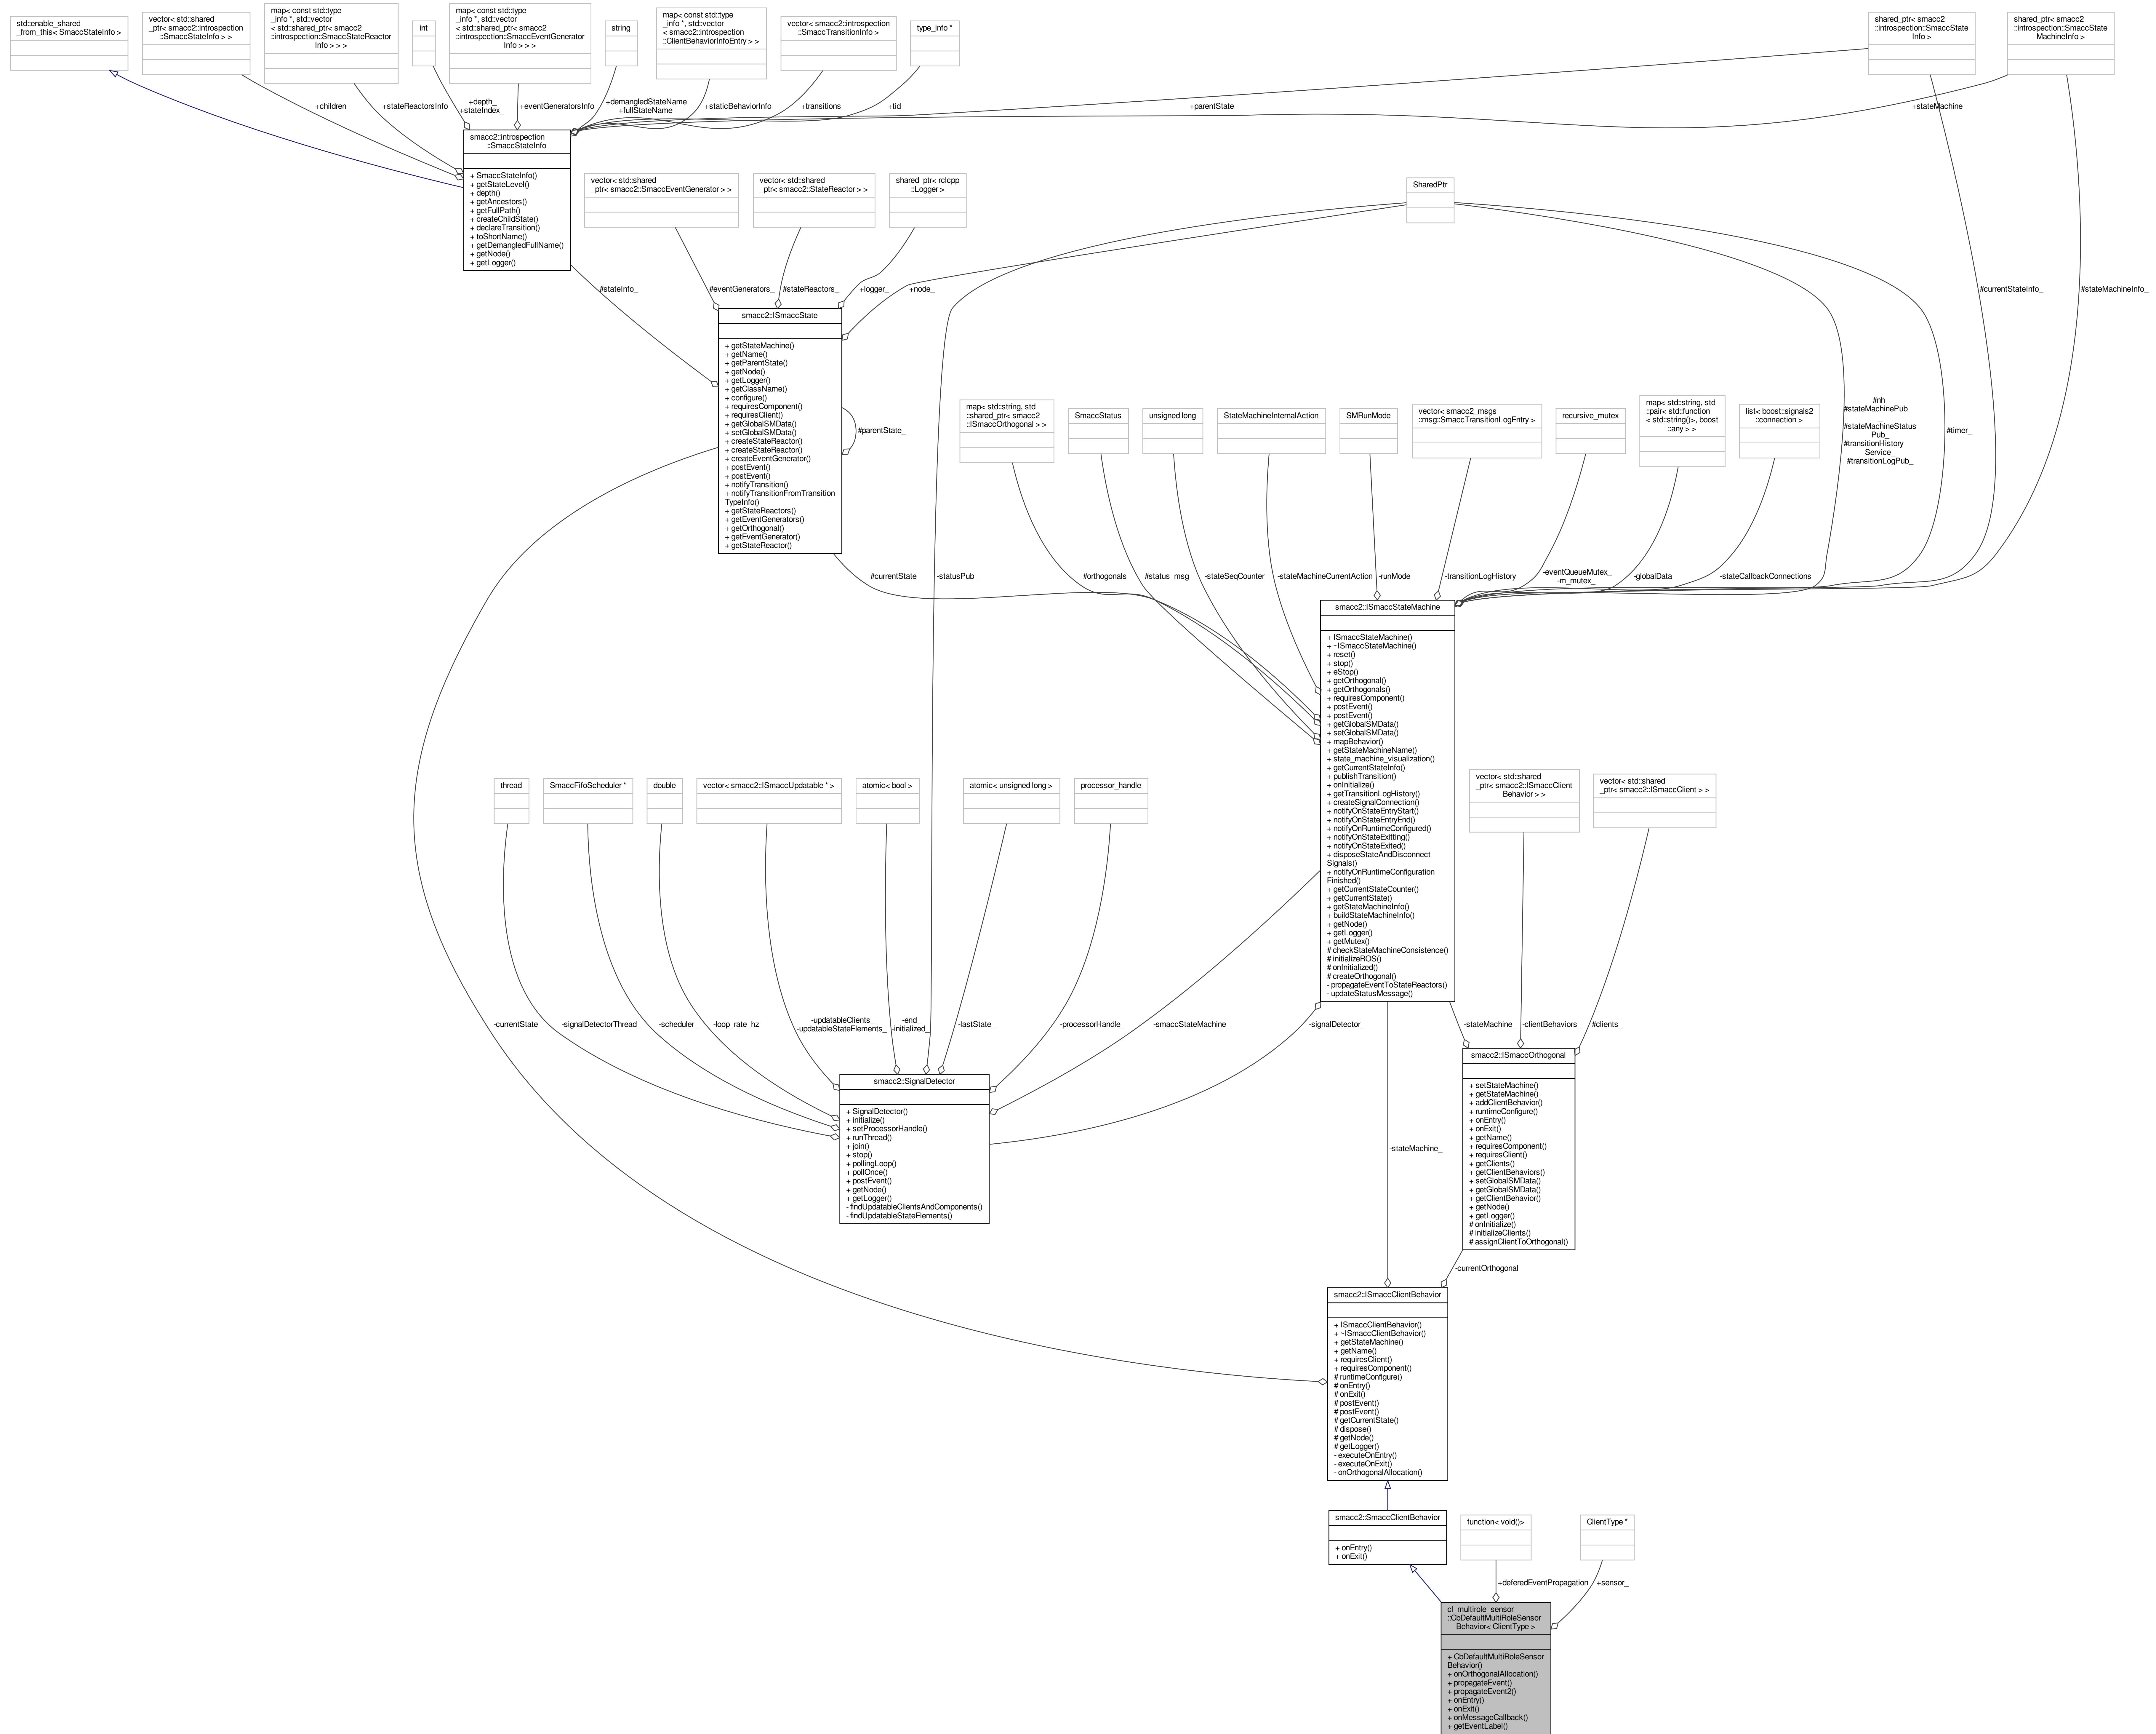 std::enable_shared
_from_this< SmaccStateInfo >
vector< std::shared
_ptr< smacc2::introspection
::SmaccStateInfo > >
map< const std::type
_info *, std::vector
< std::shared_ptr< smacc2
::introspection::SmaccStateReactor
Info > > >
int
map< const std::type
_info *, std::vector
< std::shared_ptr< smacc2
::introspection::SmaccEventGenerator
Info > > >
string
map< const std::type
_info *, std::vector
< smacc2::introspection
::ClientBehaviorInfoEntry > >
vector< smacc2::introspection
::SmaccTransitionInfo >
type_info *
shared_ptr< smacc2
::introspection::SmaccState
Info >
shared_ptr< smacc2
::introspection::SmaccState
MachineInfo >
+children_
+stateReactorsInfo
+depth_
+stateIndex_
+eventGeneratorsInfo
+demangledStateName
+fullStateName
+staticBehaviorInfo
+transitions_
+tid_
+parentState_
+stateMachine_
smacc2::introspection
::SmaccStateInfo
+ SmaccStateInfo()
+ getStateLevel()
+ depth()
+ getAncestors()
+ getFullPath()
+ createChildState()
+ declareTransition()
+ toShortName()
+ getDemangledFullName()
+ getNode()
+ getLogger()
vector< std::shared
_ptr< smacc2::SmaccEventGenerator > >
vector< std::shared
_ptr< smacc2::StateReactor > >
shared_ptr< rclcpp
::Logger >
SharedPtr
#stateInfo_
#eventGenerators_
#stateReactors_
+logger_
+node_
#currentStateInfo_
#stateMachineInfo_
smacc2::ISmaccState
+ getStateMachine()
+ getName()
+ getParentState()
+ getNode()
+ getLogger()
+ getClassName()
+ configure()
+ requiresComponent()
+ requiresClient()
+ getGlobalSMData()
+ setGlobalSMData()
+ createStateReactor()
+ createStateReactor()
+ createEventGenerator()
+ postEvent()
+ postEvent()
+ notifyTransition()
+ notifyTransitionFromTransition
TypeInfo()
+ getStateReactors()
+ getEventGenerators()
+ getOrthogonal()
+ getEventGenerator()
+ getStateReactor()
#parentState_
map< std::string, std
::shared_ptr< smacc2
::ISmaccOrthogonal > >
SmaccStatus
unsigned long
StateMachineInternalAction
SMRunMode
vector< smacc2_msgs
::msg::SmaccTransitionLogEntry >
recursive_mutex
map< std::string, std
::pair< std::function
< std::string()>, boost
::any > >
list< boost::signals2
::connection >
#nh_
#stateMachinePub
_
#stateMachineStatus
Pub_
#transitionHistory
Service_
#transitionLogPub_
#timer_
#currentState_
-statusPub_
#orthogonals_
#status_msg_
-stateSeqCounter_
-stateMachineCurrentAction
-runMode_
-transitionLogHistory_
-eventQueueMutex_
-m_mutex_
-globalData_
-stateCallbackConnections
smacc2::ISmaccStateMachine
+ ISmaccStateMachine()
+ ~ISmaccStateMachine()
+ reset()
+ stop()
+ eStop()
+ getOrthogonal()
+ getOrthogonals()
+ requiresComponent()
+ postEvent()
+ postEvent()
+ getGlobalSMData()
+ setGlobalSMData()
+ mapBehavior()
+ getStateMachineName()
+ state_machine_visualization()
+ getCurrentStateInfo()
+ publishTransition()
+ onInitialize()
+ getTransitionLogHistory()
+ createSignalConnection()
+ notifyOnStateEntryStart()
+ notifyOnStateEntryEnd()
+ notifyOnRuntimeConfigured()
+ notifyOnStateExitting()
+ notifyOnStateExited()
+ disposeStateAndDisconnect
Signals()
+ notifyOnRuntimeConfiguration
Finished()
+ getCurrentStateCounter()
+ getCurrentState()
+ getStateMachineInfo()
+ buildStateMachineInfo()
+ getNode()
+ getLogger()
+ getMutex()
# checkStateMachineConsistence()
# initializeROS()
# onInitialized()
# createOrthogonal()
- propagateEventToStateReactors()
- updateStatusMessage()
thread
SmaccFifoScheduler *
double
vector< smacc2::ISmaccUpdatable * >
atomic< bool >
atomic< unsigned long >
processor_handle
vector< std::shared
_ptr< smacc2::ISmaccClient
Behavior > >
vector< std::shared
_ptr< smacc2::ISmaccClient > >
-currentState
-signalDetectorThread_
-scheduler_
-loop_rate_hz
-updatableClients_
-updatableStateElements_
-end_
-initialized_
-lastState_
-processorHandle_
-smaccStateMachine_
-signalDetector_
-stateMachine_
-clientBehaviors_
#clients_
smacc2::SignalDetector
+ SignalDetector()
+ initialize()
+ setProcessorHandle()
+ runThread()
+ join()
+ stop()
+ pollingLoop()
+ pollOnce()
+ postEvent()
+ getNode()
+ getLogger()
- findUpdatableClientsAndComponents()
- findUpdatableStateElements()
smacc2::ISmaccOrthogonal
+ setStateMachine()
+ getStateMachine()
+ addClientBehavior()
+ runtimeConfigure()
+ onEntry()
+ onExit()
+ getName()
+ requiresComponent()
+ requiresClient()
+ getClients()
+ getClientBehaviors()
+ setGlobalSMData()
+ getGlobalSMData()
+ getClientBehavior()
+ getNode()
+ getLogger()
# onInitialize()
# initializeClients()
# assignClientToOrthogonal()
-stateMachine_
-currentOrthogonal
smacc2::ISmaccClientBehavior
+ ISmaccClientBehavior()
+ ~ISmaccClientBehavior()
+ getStateMachine()
+ getName()
+ requiresClient()
+ requiresComponent()
# runtimeConfigure()
# onEntry()
# onExit()
# postEvent()
# postEvent()
# getCurrentState()
# dispose()
# getNode()
# getLogger()
- executeOnEntry()
- executeOnExit()
- onOrthogonalAllocation()
smacc2::SmaccClientBehavior
+ onEntry()
+ onExit()
function< void()>
ClientType *
+deferedEventPropagation
+sensor_
cl_multirole_sensor
::CbDefaultMultiRoleSensor
Behavior< ClientType >
+ CbDefaultMultiRoleSensor
Behavior()
+ onOrthogonalAllocation()
+ propagateEvent()
+ propagateEvent2()
+ onEntry()
+ onExit()
+ onMessageCallback()
+ getEventLabel()